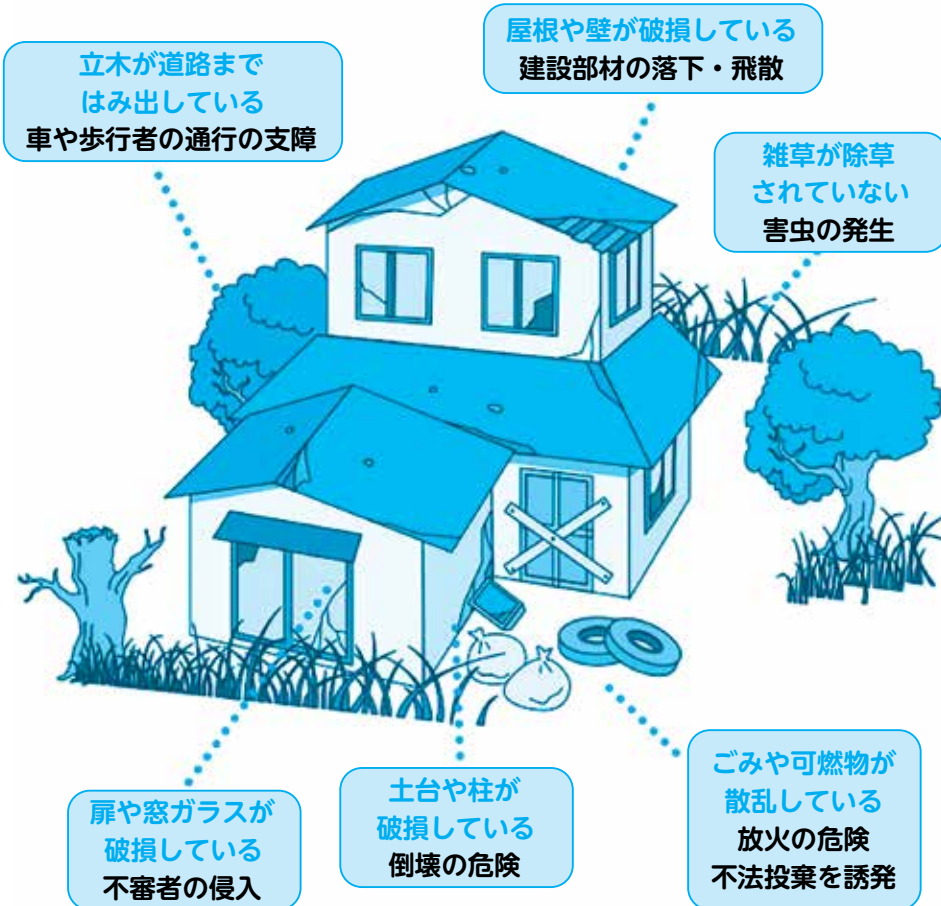 屋根や壁が破損している
建設部材の落下・飛散
立木が道路まで
はみ出している
車や歩行者の通行の支障
雑草が除草
されていない
害虫の発生
扉や窓ガラスが
破損している
不審者の侵入
土台や柱が
破損している
倒壊の危険
ごみや可燃物が
散乱している
放火の危険
不法投棄を誘発